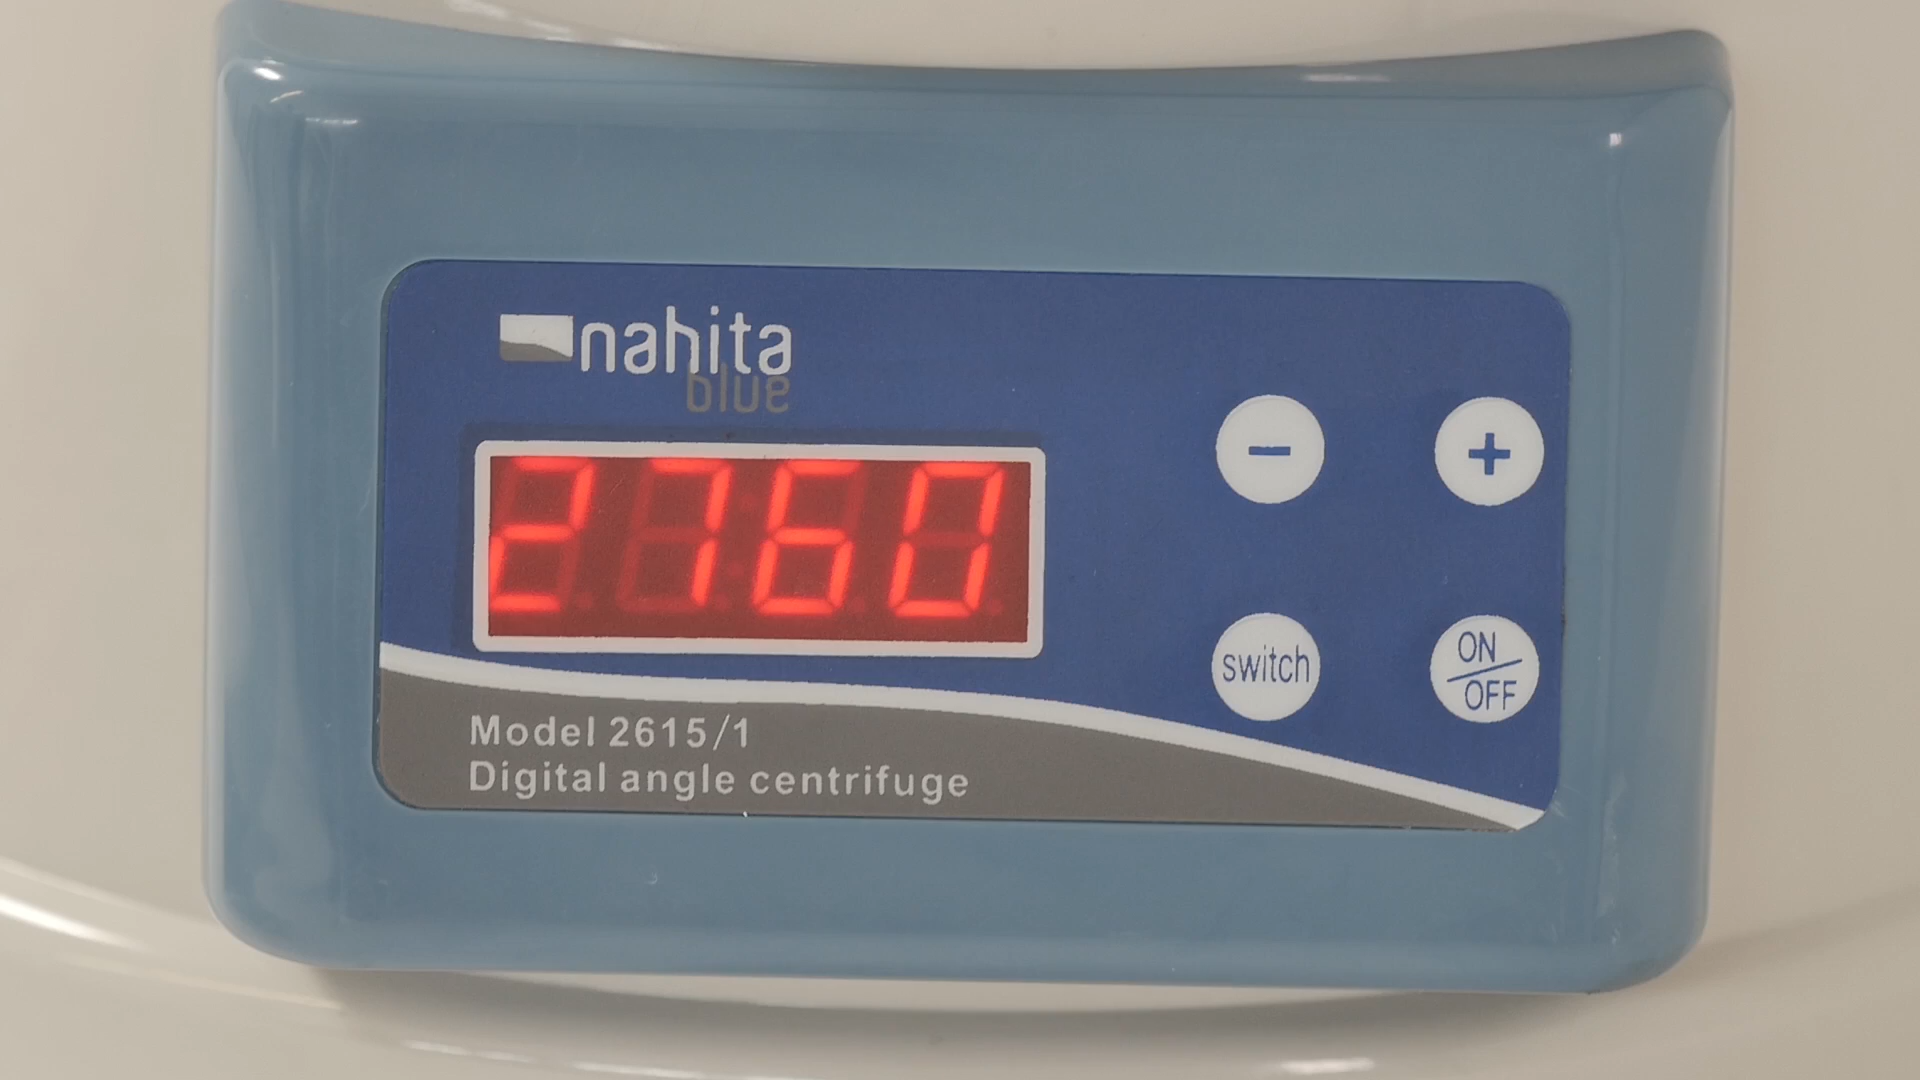 nahita
blue
2760
- +
switch
ON/OFF
Model 2615/1
Digital angle centrifuge